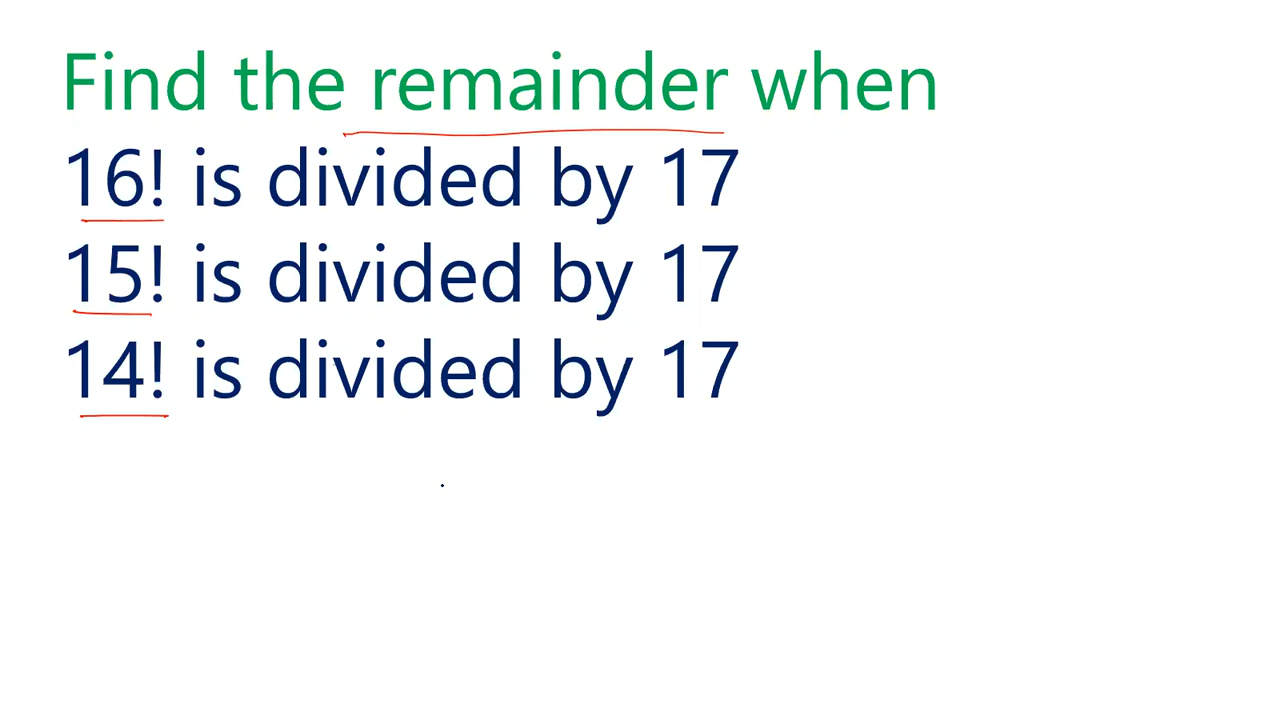 Find the remainder when
16! is divided by 17
15! is divided by 17
14! is divided by 17